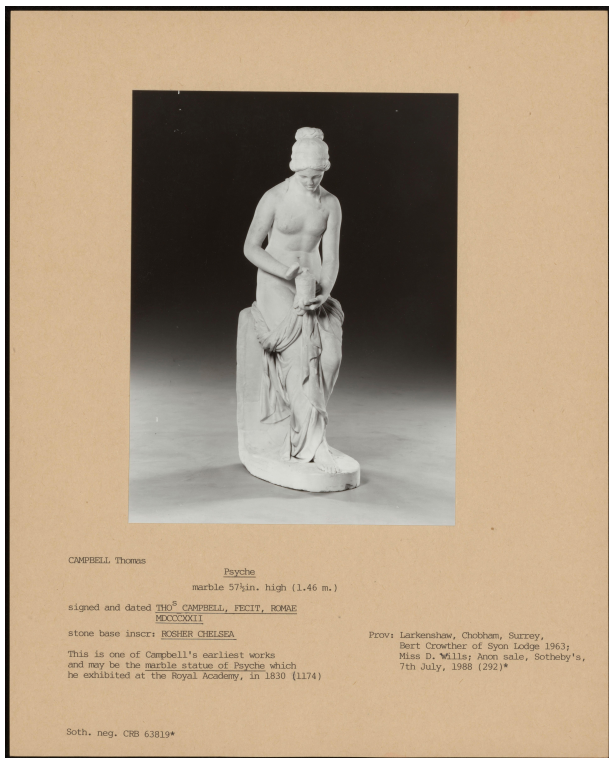 CAMPBELL Thomas
Psyche
marble 57½in. high (1.46 m.)
signed and dated THOS CAMPBELL, FECIT, ROMAE
MDCCCXXII
stone base inscr: ROSHER CHELSEA
This is one of Campbell's earliest works
and may be the marble statue of Psyche which
he exhibited at the Royal Academy, in 1830 (1174)
Prov: Larkenshaw, Chobham, Surrey,
Bert Crowther of Syon Lodge 1963;
Miss D. Wills; Anon sale, Sotheby's,
7th July, 1988 (292)*
Soth. neg. CRB 63819*